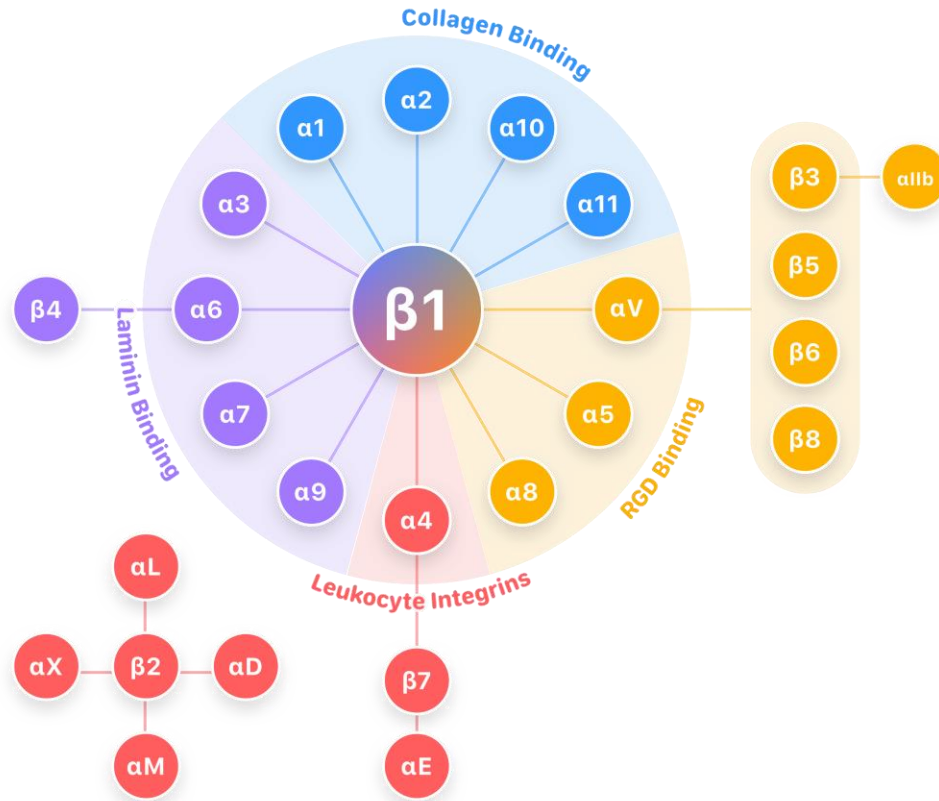 Collagen Binding
α1
α2
α10
α11
α3
β3
αIIb
β5
β1
β4
α6
αV
β6
Laminin Binding
α7
α5
β8
RGD Binding
α9
α8
α4
Leukocyte Integrins
αL
αX
β2
αD
β7
αM
αE